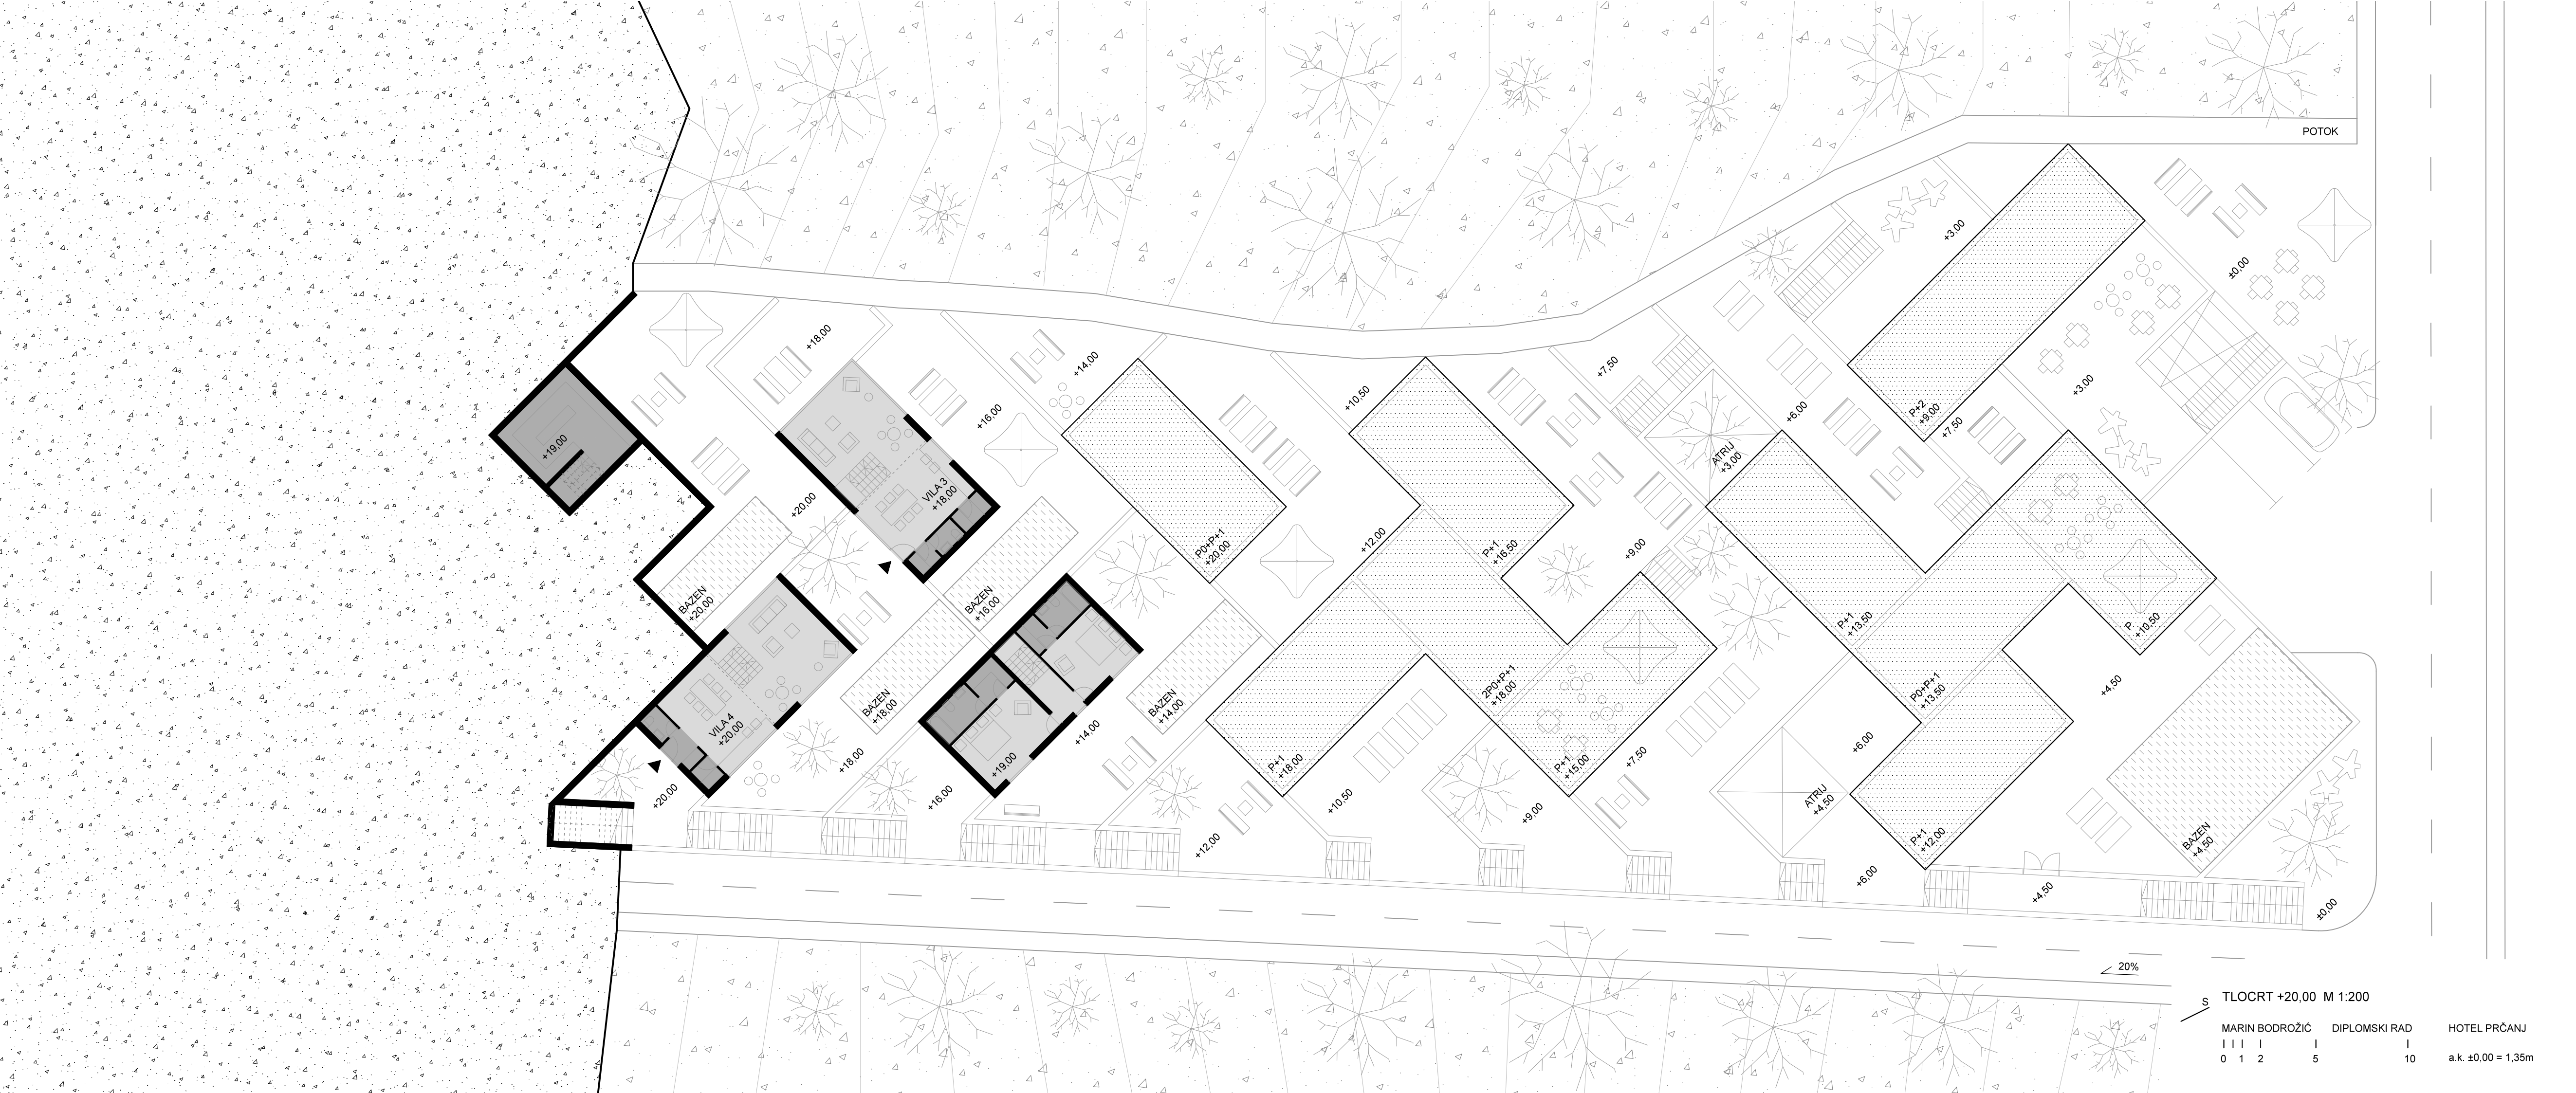 POTOK
+3,00
±0,00
+18,00
+14,00
+16,00
+10,50
+7,50
+6,00
P+2
+9,00
+7,50
+3,00
+19,00
+20,00
VILA 3
+18,00
ATRIJ
+3,00
BAZEN
+20,00
BAZEN
+16,00
P0+P+1
+20,00
+12,00
P+1
+16,50
+9,00
P+1
+13,50
P
+10,50
VILA 4
+20,00
BAZEN
+18,00
+18,00
BAZEN
+14,00
+14,00
+19,00
2P0+P+1
+18,00
P0+P+1
+13,50
+4,50
+6,00
+20,00
+16,00
P+1
+18,00
+10,50
P+1
+15,00
+7,50
+12,00
+9,00
ATRIJ
+4,50
P+1
+12,00
+6,00
+4,50
BAZEN
+4,50
±0,00
20%
S
TLOCRT +20,00 M 1:200
MARIN BODROŽIĆ DIPLOMSKI RAD HOTEL PRČANJ
0 1 2 5 10 a.k. ±0,00 = 1,35m